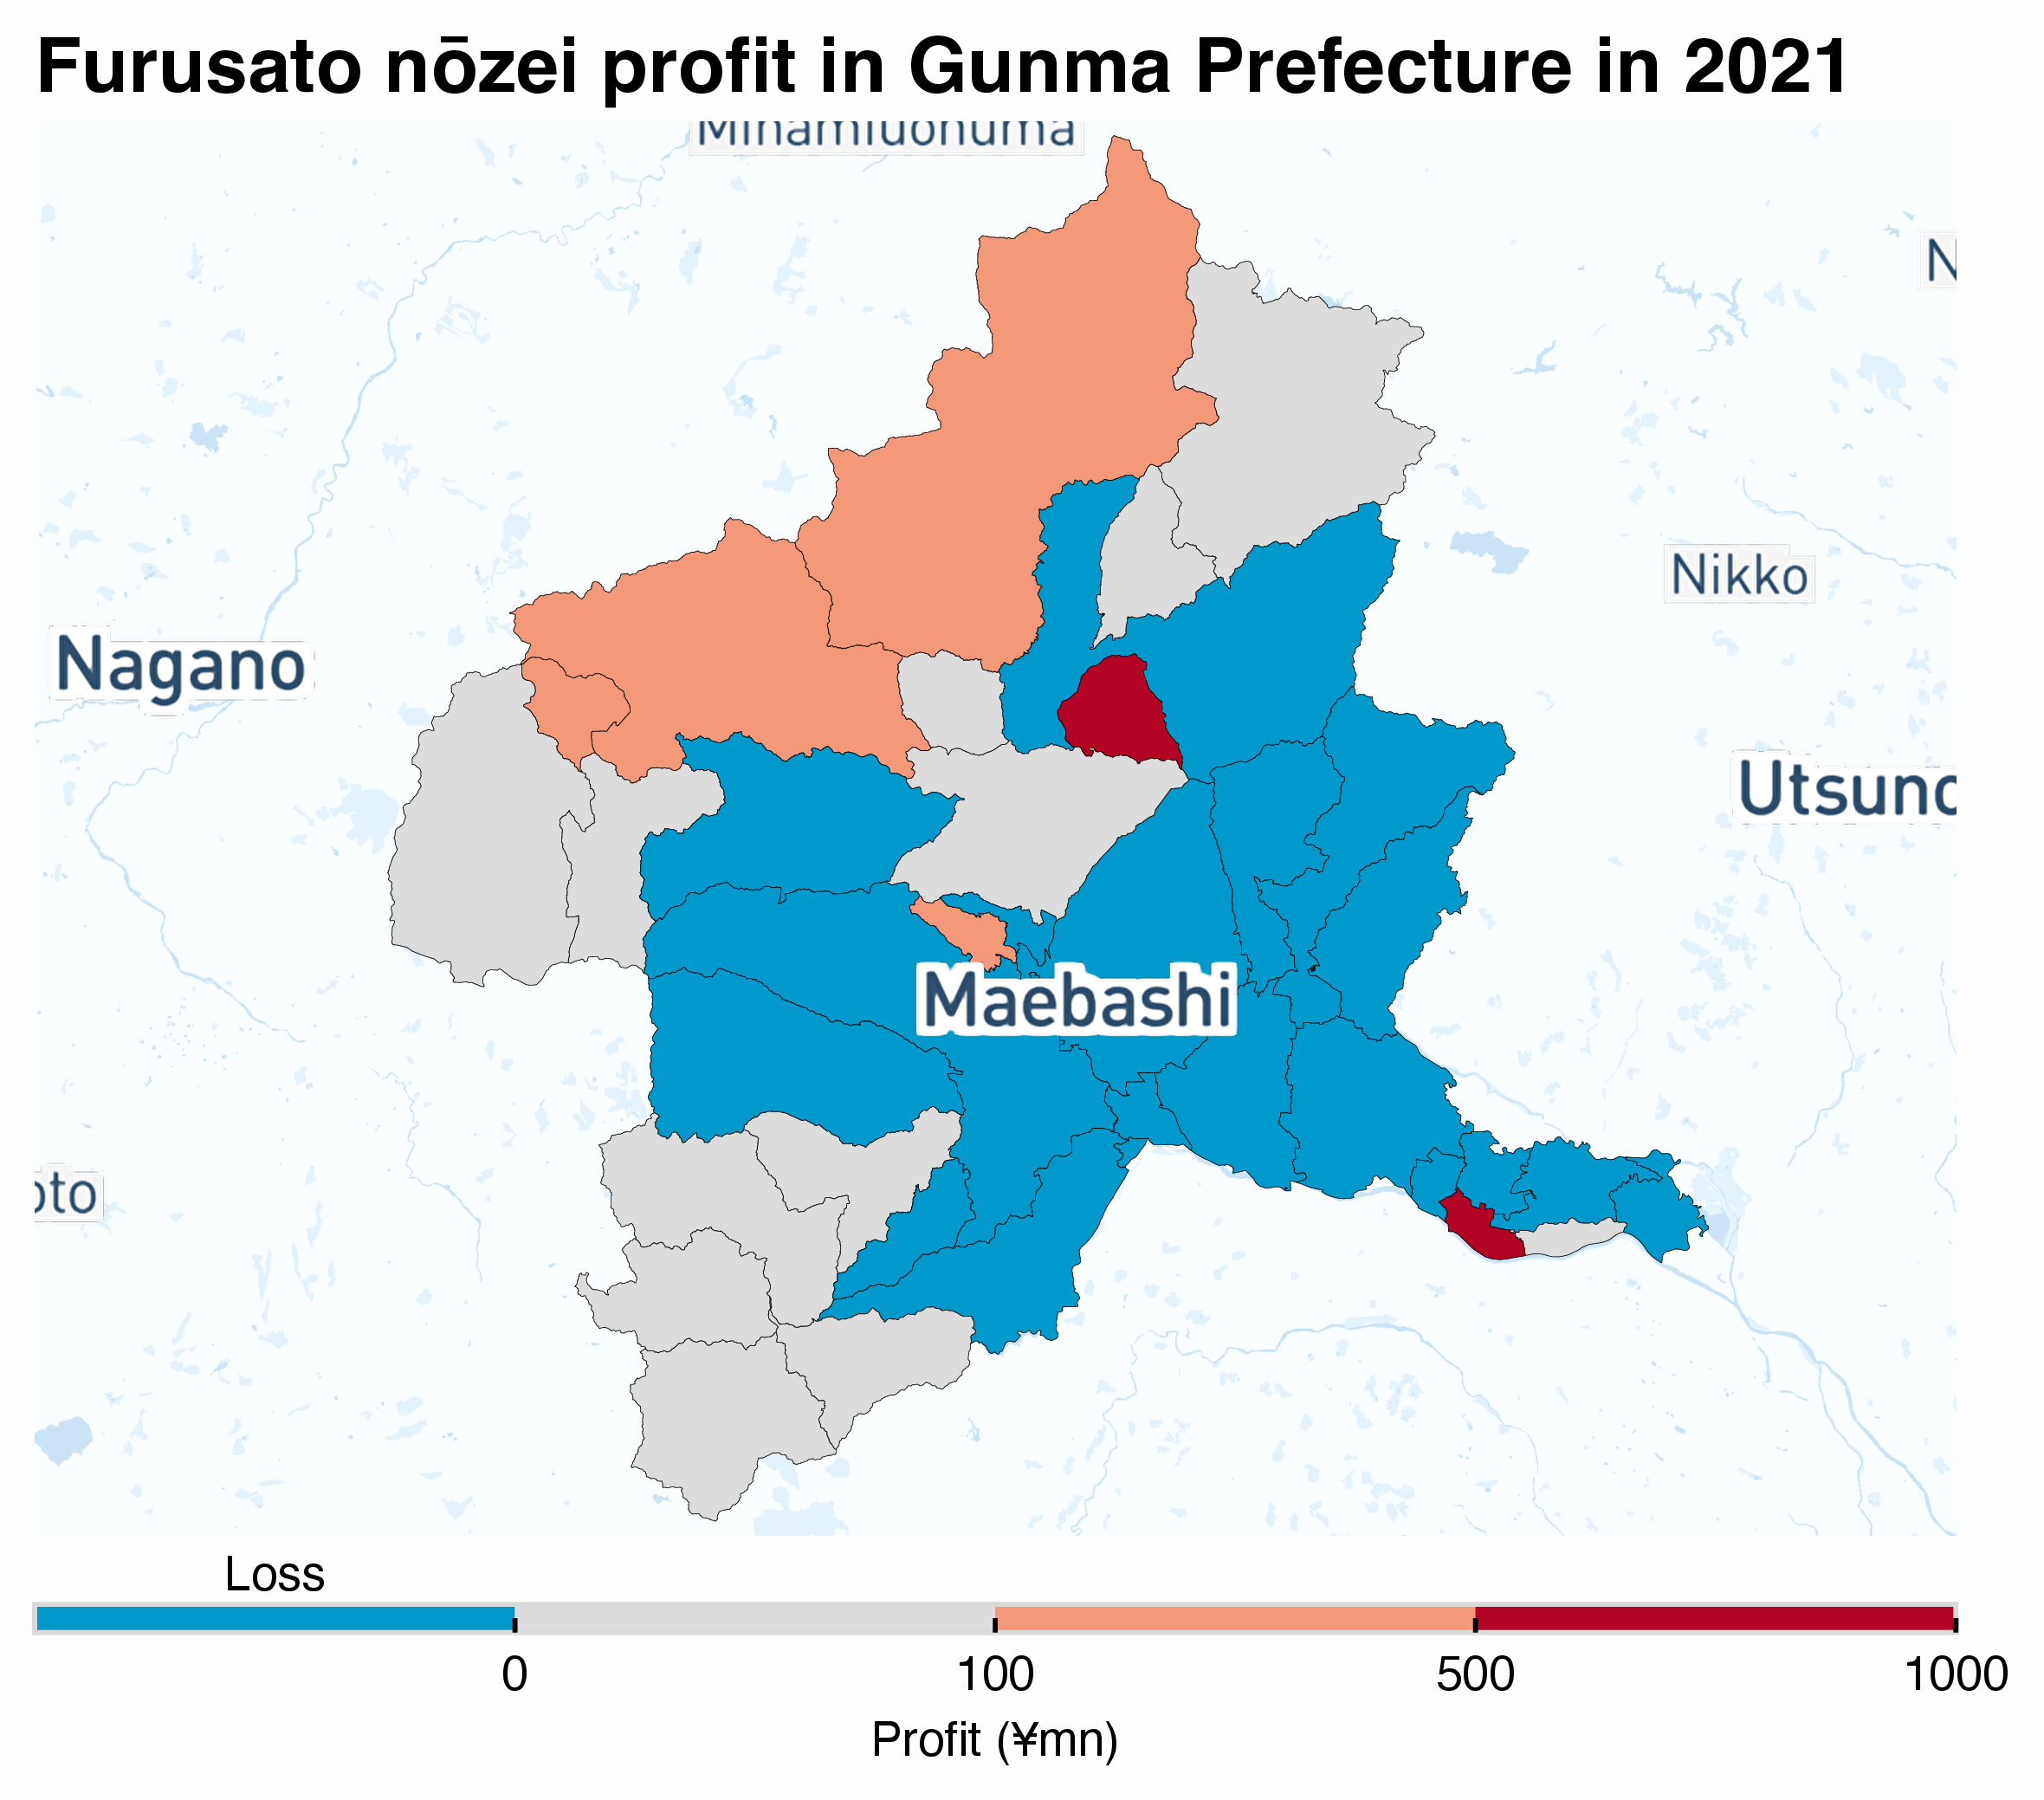 Furusato nōzei profit in Gunma Prefecture in 2021
Minamiuonuma
N
Nikko
Nagano
Utsuno
Maebashi
oto
Loss
0 100 500 1000
Profit (¥mn)